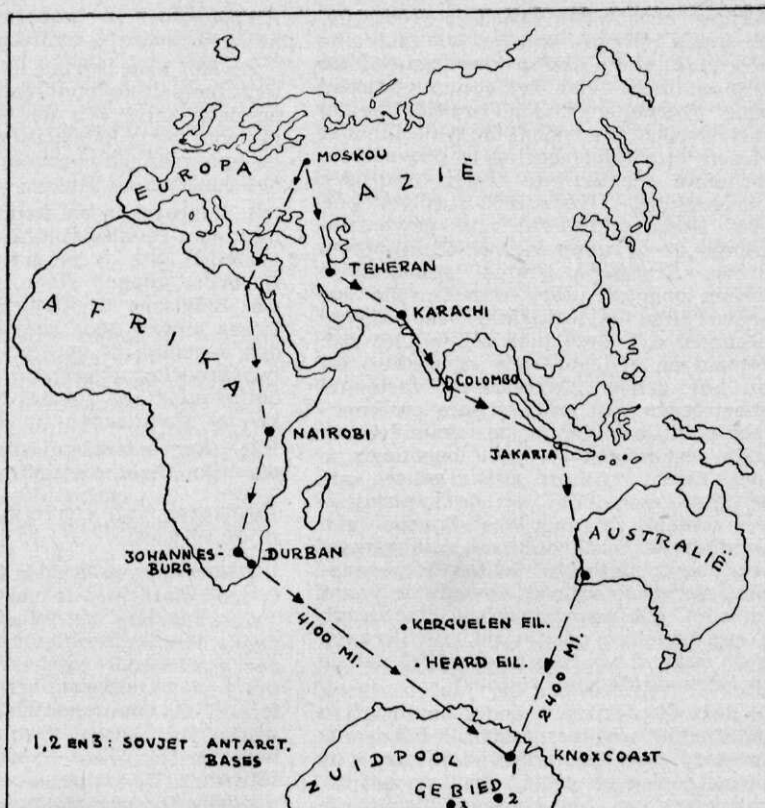 EUROPA
MOSKOU
AZIË
TEHERAN
AFRIKA
KARACHI
COLOMBO
NAIROBI
JAKARTA
JOHANNES-
BURG
DURBAN
AUSTRALIË
4100 MI.
KERGUELEN EIL.
HEARD EIL.
2400 MI.
1, 2 EN 3: SOVJET ANTARCT.
BASES
ZUIDPOOL
KNOXCOAST
1
GEBIED
3
2